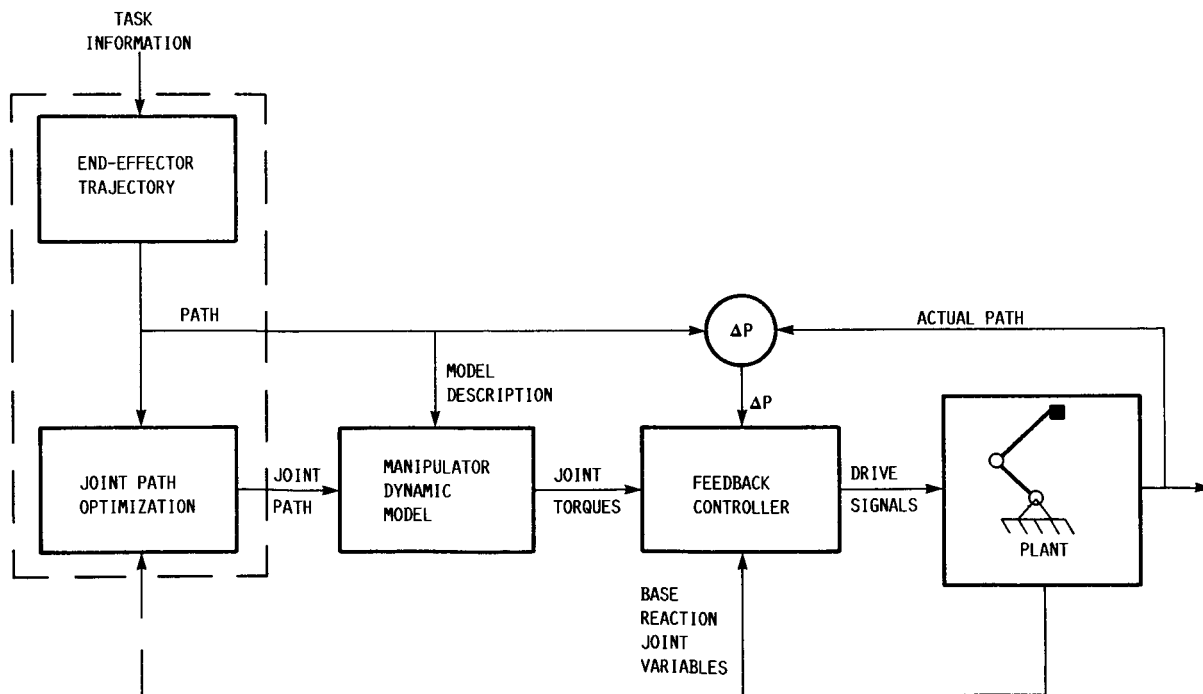 TASK
INFORMATION
END-EFFECTOR
TRAJECTORY
PATH
ΔP
ACTUAL PATH
MODEL
DESCRIPTION
ΔP
JOINT PATH
OPTIMIZATION
JOINT
PATH
MANIPULATOR
DYNAMIC
MODEL
JOINT
TORQUES
FEEDBACK
CONTROLLER
DRIVE
SIGNALS
PLANT
BASE
REACTION
JOINT
VARIABLES